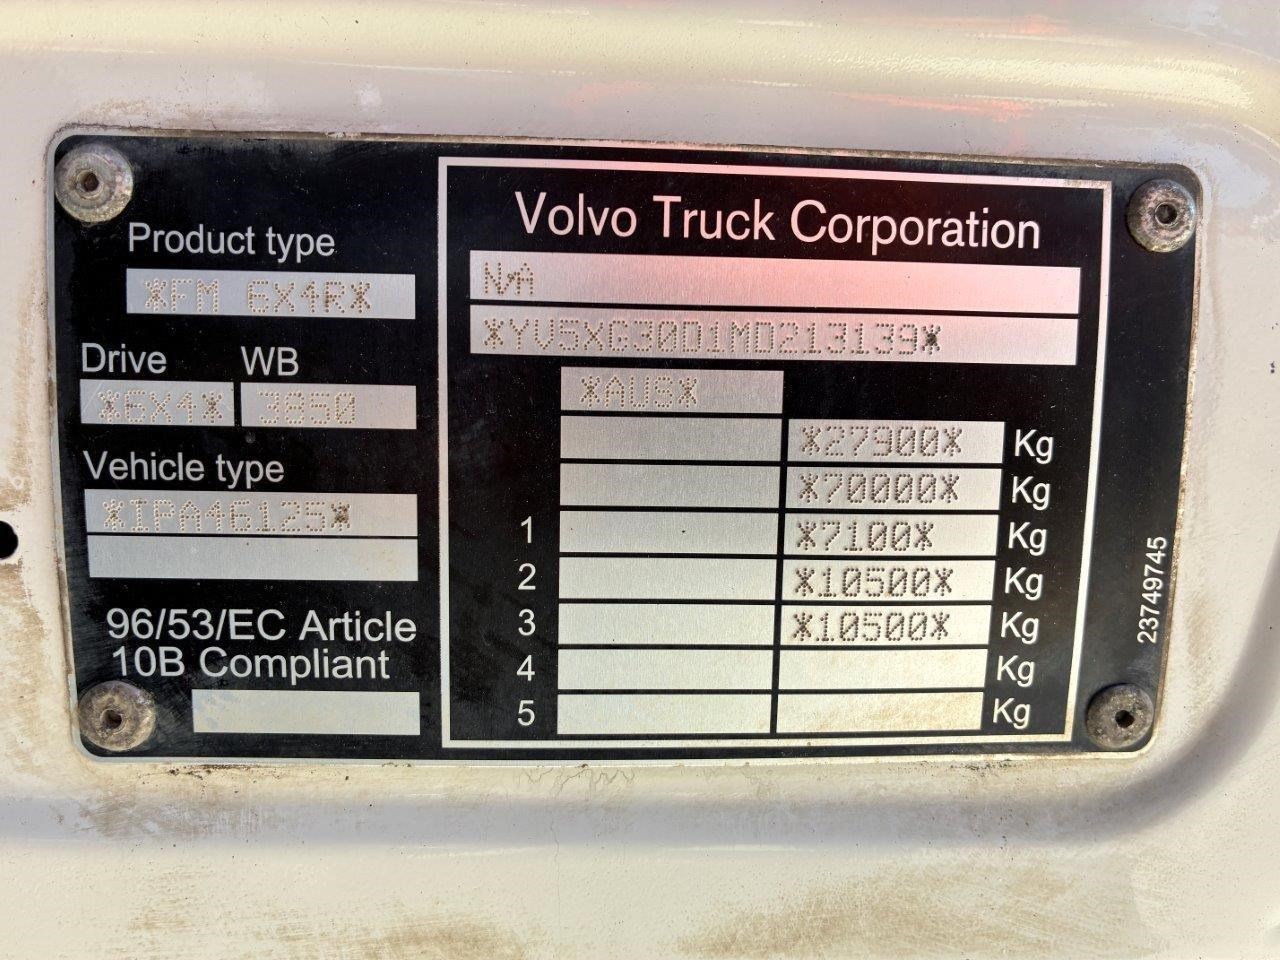 Volvo Truck Corporation
Product type
*FM 6X4R*
Drive WB
*6X4* 3850
Vehicle type
*IPA46125*
96/53/EC Article
10B Compliant
N/A
*YV5XG30D1MD213139*
*AUS*
*27900* Kg
*70000* Kg
1 *7100* Kg
2 *10500* Kg
3 *10500* Kg
4 Kg
5 Kg
23749745